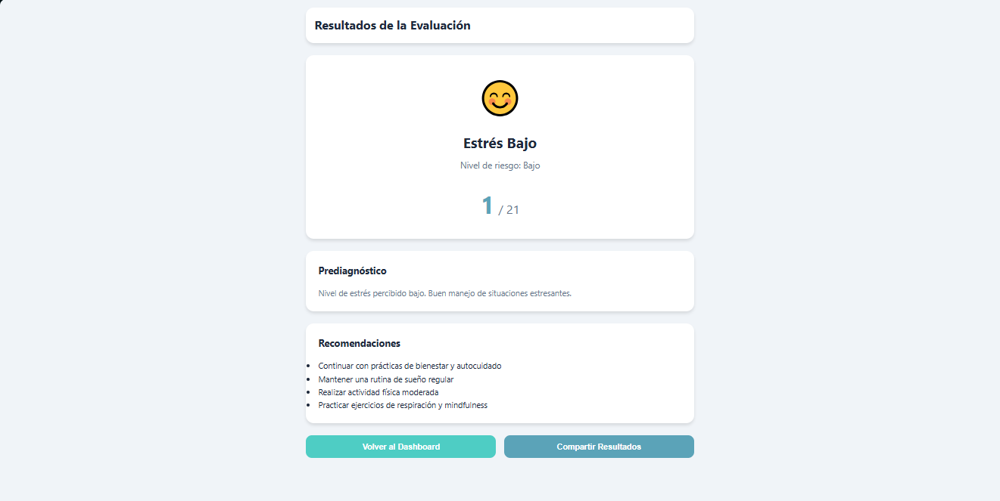 Resultados de la Evaluación
Estrés Bajo
Nivel de riesgo: Bajo
1 / 21
Prediagnóstico
Nivel de estrés percibido bajo. Buen manejo de situaciones estresantes.
Recomendaciones
• Continuar con prácticas de bienestar y autocuidado
• Mantener una rutina de sueño regular
• Realizar actividad física moderada
• Practicar ejercicios de respiración y mindfulness
Volver al Dashboard
Compartir Resultados